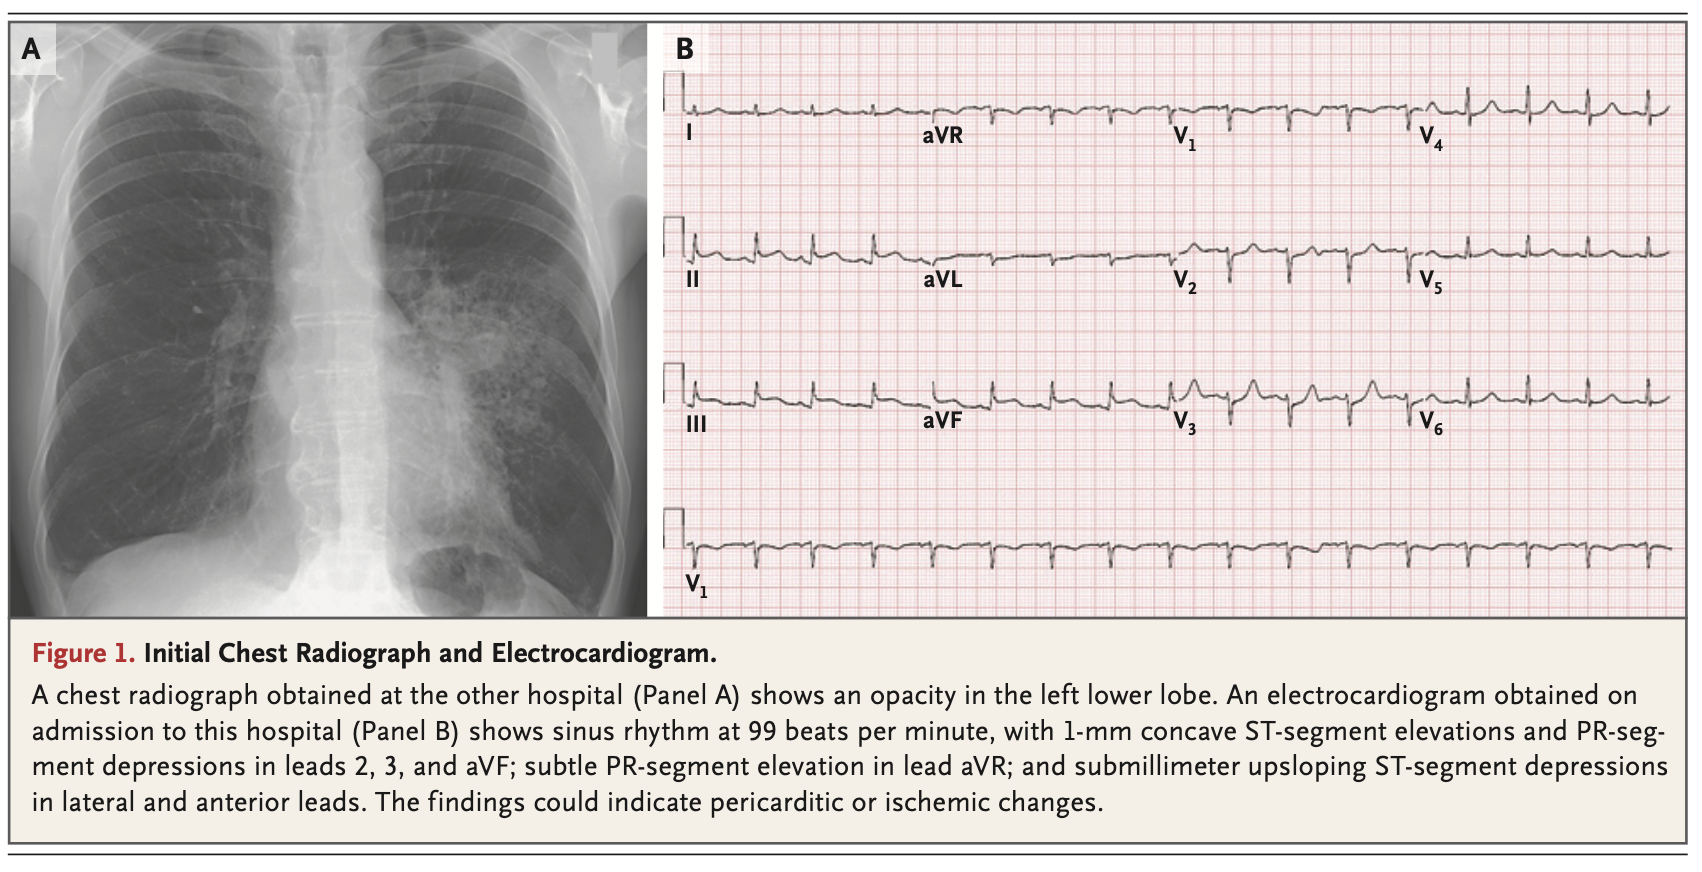 A
B
I
aVR
V1
V4
II
aVL
V2
V5
III
aVF
V3
V6
V1
Figure 1. Initial Chest Radiograph and Electrocardiogram.
A chest radiograph obtained at the other hospital (Panel A) shows an opacity in the left lower lobe. An electrocardiogram obtained on
admission to this hospital (Panel B) shows sinus rhythm at 99 beats per minute, with 1-mm concave ST-segment elevations and PR-seg-
ment depressions in leads 2, 3, and aVF; subtle PR-segment elevation in lead aVR; and submillimeter upsloping ST-segment depressions
in lateral and anterior leads. The findings could indicate pericarditic or ischemic changes.